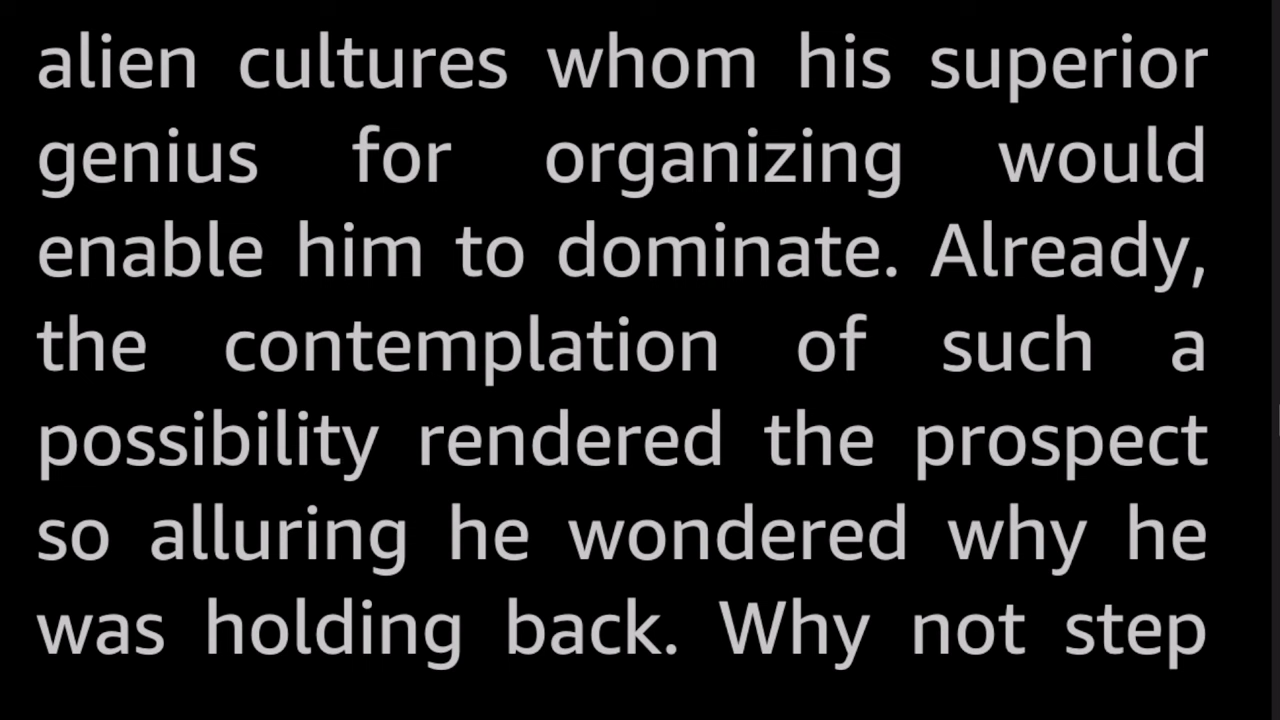 alien cultures whom his superior
genius for organizing would
enable him to dominate. Already,
the contemplation of such a
possibility rendered the prospect
so alluring he wondered why he
was holding back. Why not step